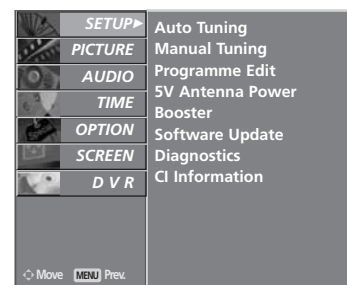 SETUP►
PICTURE
AUDIO
TIME
OPTION
SCREEN
D V R
Auto Tuning
Manual Tuning
Programme Edit
5V Antenna Power
Booster
Software Update
Diagnostics
CI Information
Move MENU Prev.